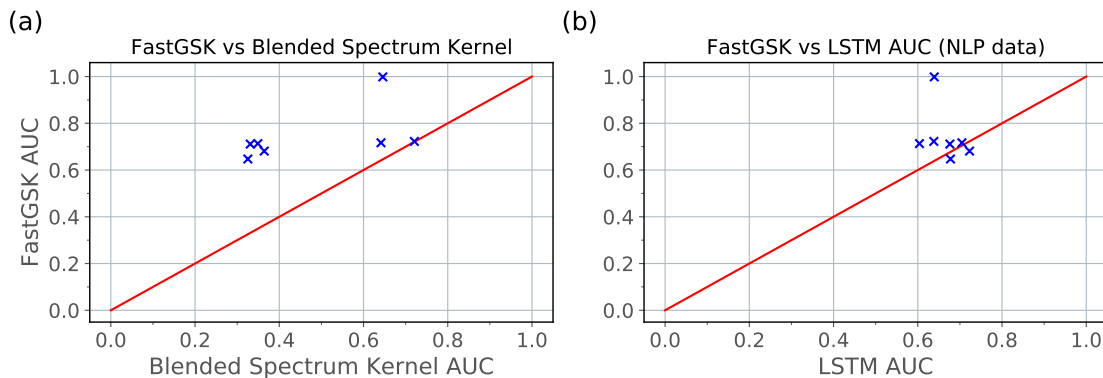 (a)
FastGSK vs Blended Spectrum Kernel
FastGSK AUC
1.0
0.8
0.6
0.4
0.2
0.0
0.0 0.2 0.4 0.6 0.8 1.0
Blended Spectrum Kernel AUC
(b)
FastGSK vs LSTM AUC (NLP data)
1.0
0.8
0.6
0.4
0.2
0.0
0.0 0.2 0.4 0.6 0.8 1.0
LSTM AUC